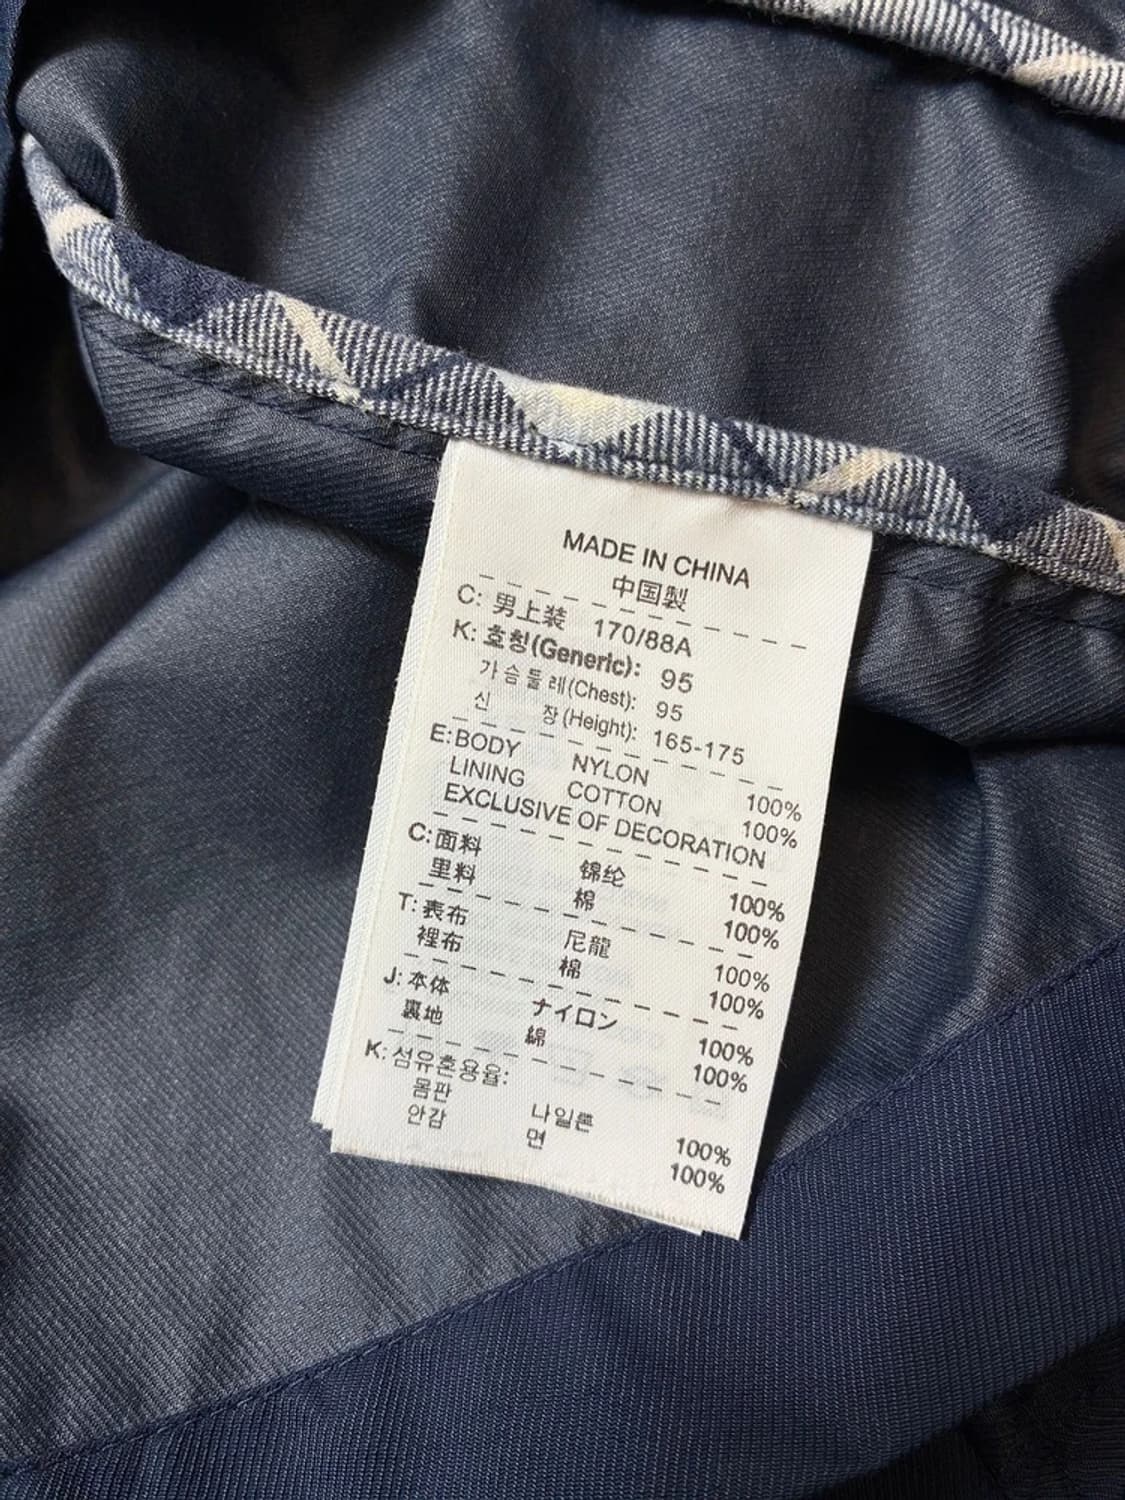 MADE IN CHINA
中国製
C: 男上装 170/88A
K: 호칭(Generic): 95
가슴둘레(Chest): 95
신 장(Height): 165-175
E:BODY NYLON 100%
LINING COTTON 100%
EXCLUSIVE OF DECORATION
C:面料 锦纶 100%
里料 棉 100%
T:表布 尼龍 100%
裡布 棉 100%
J:本体 ナイロン 100%
裏地 綿 100%
K:섬유혼용율:
몸판 나일론 100%
안감 면 100%